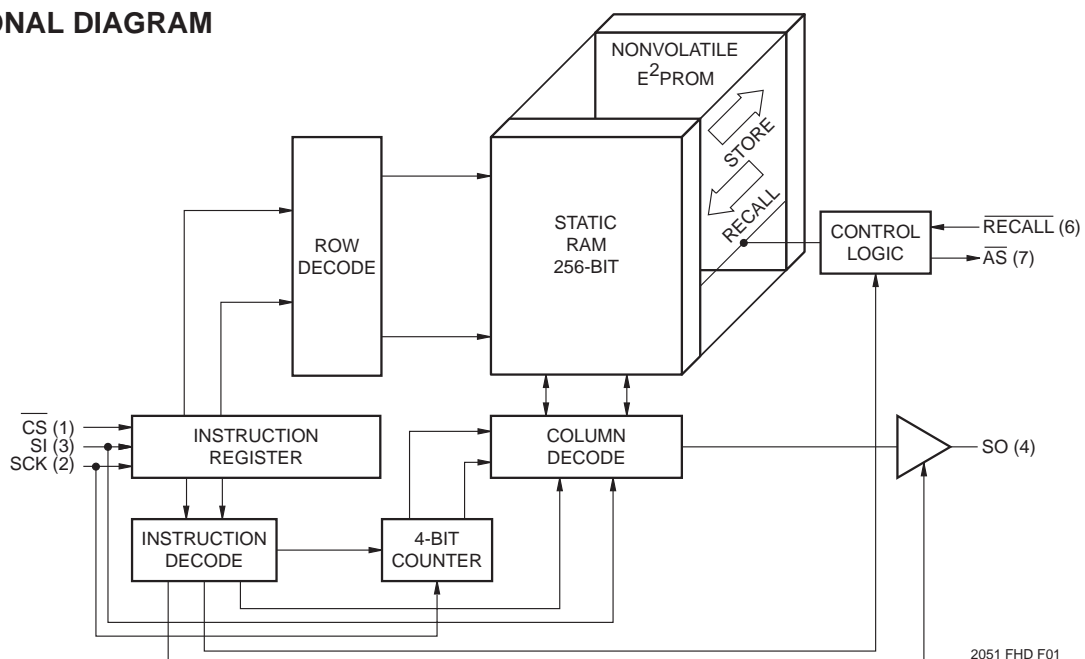 ONAL DIAGRAM
NONVOLATILE
E2PROM
STORE
RECALL
STATIC
RAM
256-BIT
ROW
DECODE
CONTROL
LOGIC
RECALL (6)
AS (7)
CS (1)
SI (3)
SCK (2)
INSTRUCTION
REGISTER
COLUMN
DECODE
SO (4)
INSTRUCTION
DECODE
4-BIT
COUNTER
2051 FHD F01